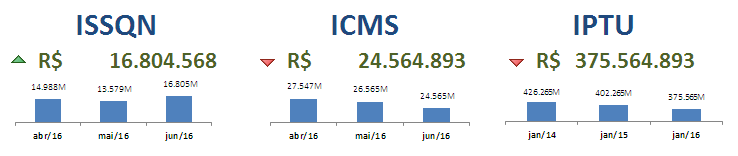 ISSQN
R$ 16.804.568
14.988M 13.579M 16.805M
abr/16 mai/16 jun/16
ICMS
R$ 24.564.893
27.547M 26.565M 24.565M
abr/16 mai/16 jun/16
IPTU
R$ 375.564.893
426.265M 402.265M 375.565M
jan/14 jan/15 jan/16